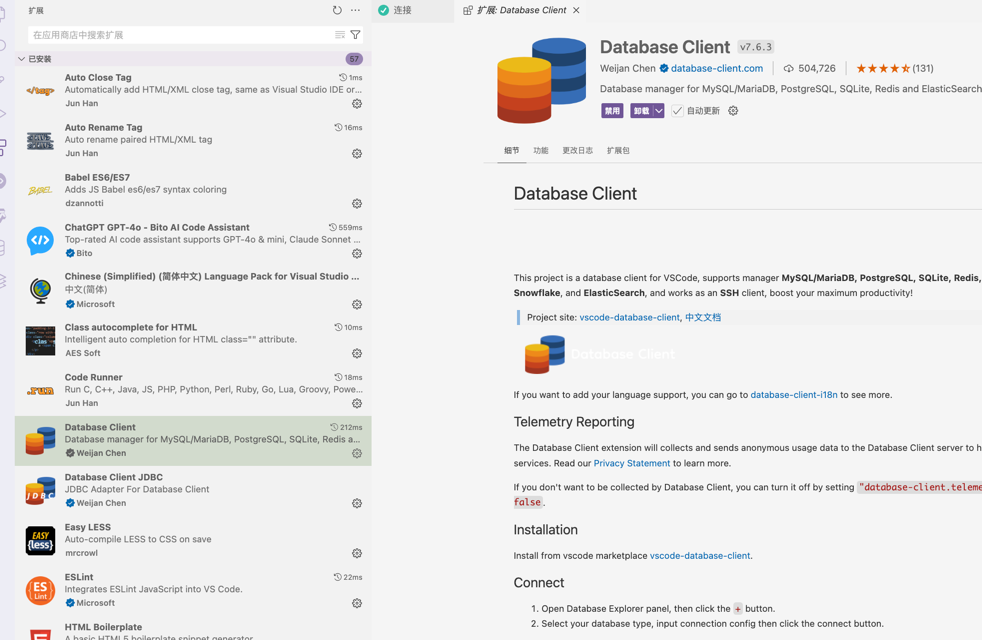 扩展
在应用商店中搜索扩展
已安装
57
Auto Close Tag
1ms
Automatically add HTML/XML close tag, same as Visual Studio IDE or...
Jun Han
Auto Rename Tag
16ms
Auto rename paired HTML/XML tag
Jun Han
Babel ES6/ES7
Adds JS Babel es6/es7 syntax coloring
dzannotti
ChatGPT GPT-4o - Bito AI Code Assistant
559ms
Top-rated AI code assistant supports GPT-4o & mini, Claude Sonnet ...
Bito
Chinese (Simplified) (简体中文) Language Pack for Visual Studio ...
中文(简体)
Microsoft
Class autocomplete for HTML
10ms
Intelligent auto completion for HTML class="" attribute.
AES Soft
Code Runner
18ms
Run C, C++, Java, JS, PHP, Python, Perl, Ruby, Go, Lua, Groovy, Powe...
Jun Han
Database Client
212ms
Database manager for MySQL/MariaDB, PostgreSQL, SQLite, Redis a...
Weijan Chen
Database Client JDBC
JDBC Adapter For Database Client
Weijan Chen
Easy LESS
Auto-compile LESS to CSS on save
mrcrowl
ESLint
22ms
Integrates ESLint JavaScript into VS Code.
Microsoft
HTML Boilerplate
A basic HTML5 boilerplate snippet generator
</tag>
BABEL
</>
clas
.run
JDBC
EASY
{less}
ES
Lint
连接
扩展: Database Client
Database Client v7.6.3
Weijan Chen database-client.com 504,726 (131)
Database manager for MySQL/MariaDB, PostgreSQL, SQLite, Redis and ElasticSearch
禁用 卸载 自动更新
细节 功能 更改日志 扩展包
Database Client
This project is a database client for VSCode, supports manager MySQL/MariaDB, PostgreSQL, SQLite, Redis,
Snowflake, and ElasticSearch, and works as an SSH client, boost your maximum productivity!
Project site: vscode-database-client, 中文文档
Database Client
If you want to add your language support, you can go to database-client-i18n to see more.
Telemetry Reporting
The Database Client extension will collects and sends anonymous usage data to the Database Client server to h
services. Read our Privacy Statement to learn more.
If you don't want to be collected by Database Client, you can turn it off by setting "database-client.teleme
false.
Installation
Install from vscode marketplace vscode-database-client.
Connect
1. Open Database Explorer panel, then click the + button.
2. Select your database type, input connection config then click the connect button.